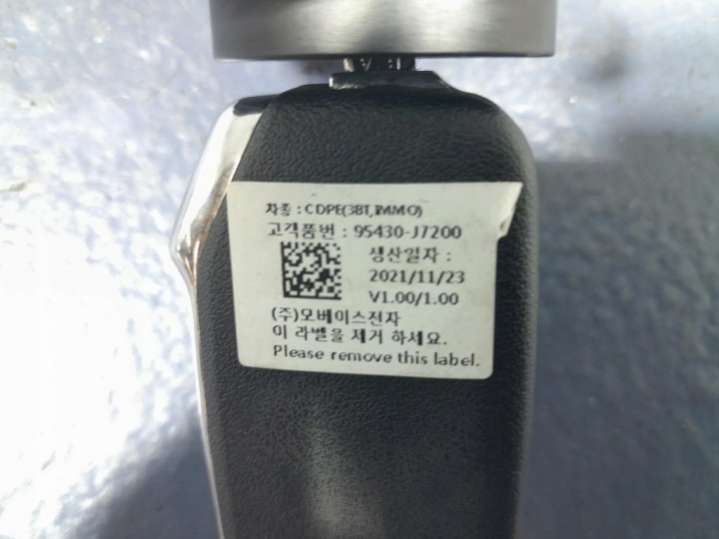 차종 : CDPE(3BT,IMMO)
고객품번 : 95430-J7200
생산일자 :
2021/11/23
V1.00/1.00
(주)모베이스전자
이 라벨을 제거 하세요.
Please remove this label.